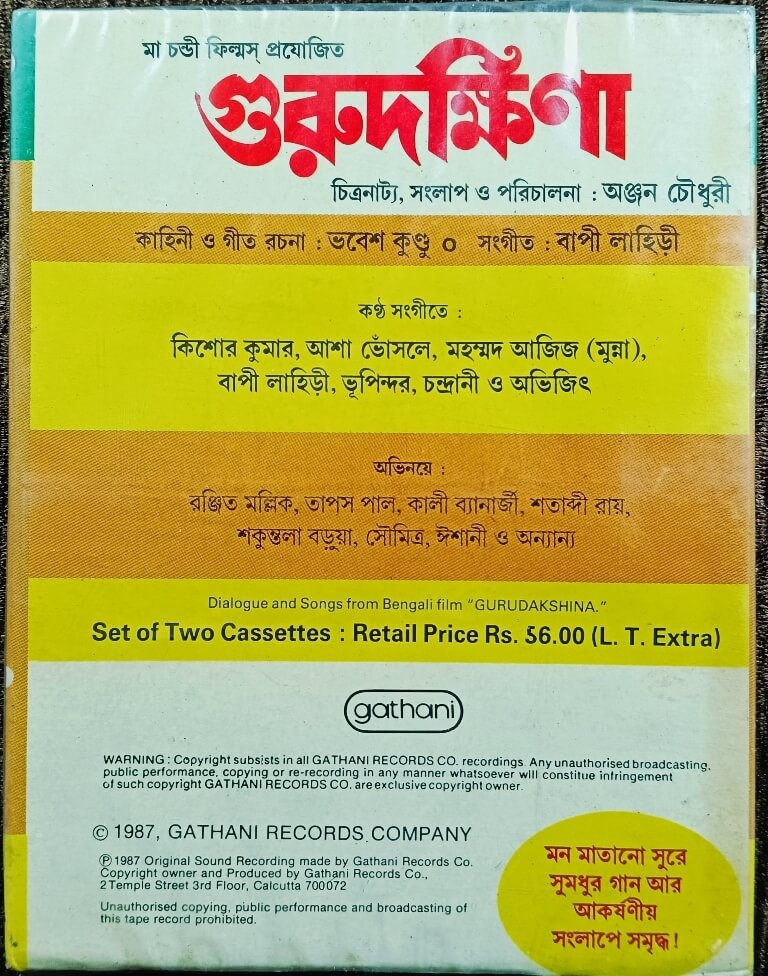 মা চন্ডী ফিল্মস্ প্রযোজিত
গুরুদক্ষিণা
চিত্রনাট্য, সংলাপ ও পরিচালনা : অঞ্জন চৌধুরী
কাহিনী ও গীত রচনা : ভবেশ কুণ্ডু ০ সংগীত : বাপী লাহিড়ী
কণ্ঠ সংগীতে :
কিশোর কুমার, আশা ভোঁসলে, মহম্মদ আজিজ (মুন্না),
বাপী লাহিড়ী, ভূপিন্দর, চন্দ্রানী ও অভিজিৎ
অভিনয়ে :
রঞ্জিত মল্লিক, তাপস পাল, কালী ব্যানার্জী, শতাব্দী রায়,
শকুন্তলা বড়ুয়া, সৌমিত্র, ঈশানী ও অন্যান্য
Dialogue and Songs from Bengali film “GURUDAKSHINA.”
Set of Two Cassettes : Retail Price Rs. 56.00 (L. T. Extra)
gathani
WARNING : Copyright subsists in all GATHANI RECORDS CO. recordings. Any unauthorised broadcasting,
public performance, copying or re-recording in any manner whatsoever will constitue infringement
of such copyright GATHANI RECORDS CO. are exclusive copyright owner.
© 1987, GATHANI RECORDS COMPANY
℗ 1987 Original Sound Recording made by Gathani Records Co.
Copyright owner and Produced by Gathani Records Co.,
2 Temple Street 3rd Floor, Calcutta 700072
Unauthorised copying, public performance and broadcasting of
this tape record prohibited.
মন মাতানো সুরে
সুমধুর গান আর
আকর্ষণীয়
সংলাপে সমৃদ্ধ !